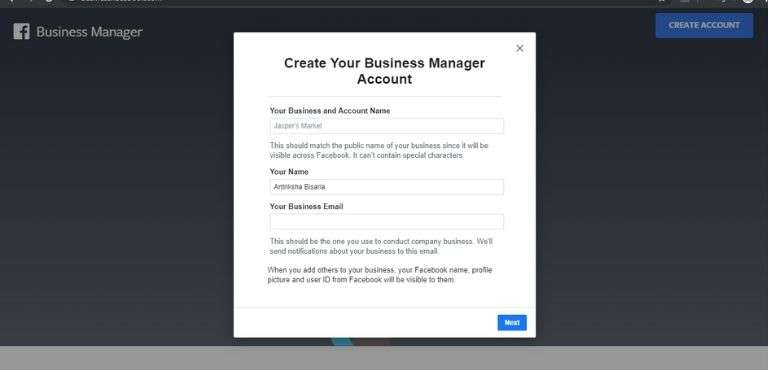 Business Manager
CREATE ACCOUNT
Create Your Business Manager
Account
Your Business and Account Name
Jasper's Market
This should match the public name of your business since it will be
visible across Facebook. It can't contain special characters.
Your Name
Antriksha Bisaria
Your Business Email
This should be the one you use to conduct company business. We'll
send notifications about your business to this email.
When you add others to your business, your Facebook name, profile
picture and user ID from Facebook will be visible to them.
Next